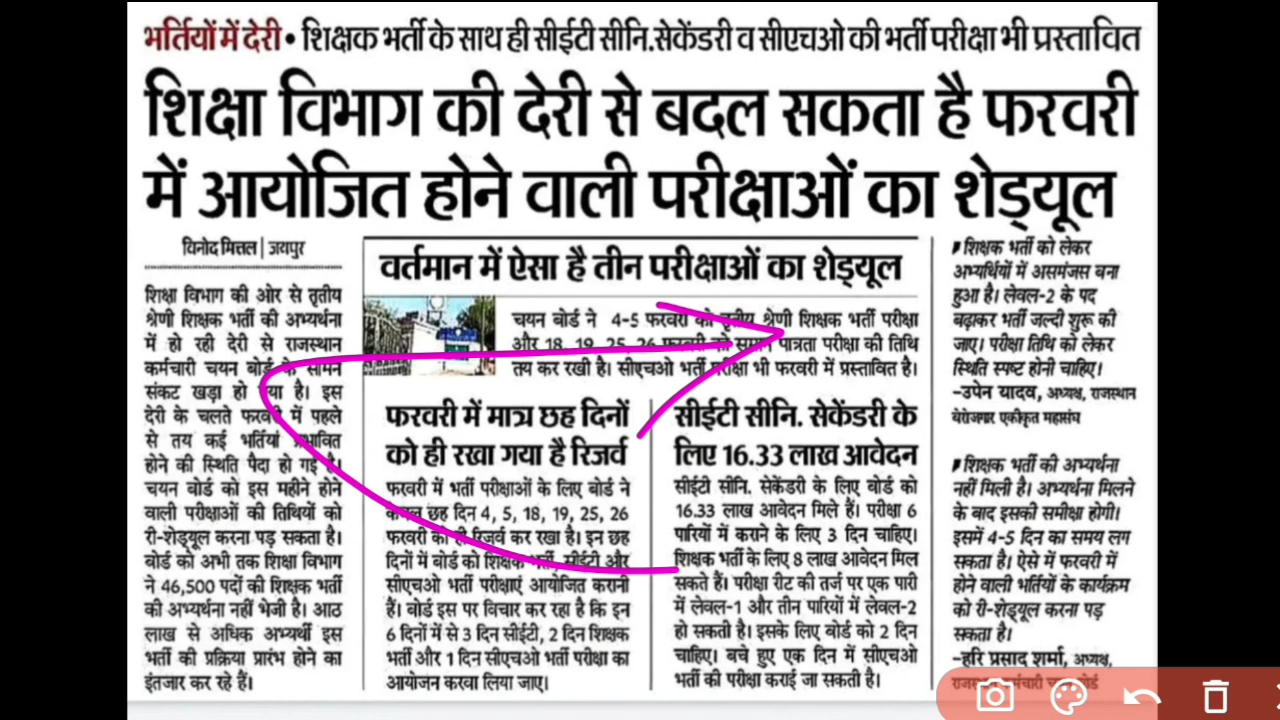 भर्तियों में देरी • शिक्षक भर्ती के साथ ही सीईटी सीनि.सेकेंडरी व सीएचओ की भर्ती परीक्षा भी प्रस्तावित
शिक्षा विभाग की देरी से बदल सकता है फरवरी
में आयोजित होने वाली परीक्षाओं का शेड्यूल
विनोद मित्तल | जयपुर
शिक्षा विभाग की ओर से तृतीय
श्रेणी शिक्षक भर्ती की अभ्यर्थना
में हो रही देरी से राजस्थान
कर्मचारी चयन बोर्ड के सामने
संकट खड़ा हो गया है। इस
देरी के चलते फरवरी में पहले
से तय कई भर्तियां प्रभावित
होने की स्थिति पैदा हो गई है।
चयन बोर्ड को इस महीने होने
वाली परीक्षाओं की तिथियों को
री-शेड्यूल करना पड़ सकता है।
बोर्ड को अभी तक शिक्षा विभाग
ने 46,500 पदों की शिक्षक भर्ती
की अभ्यर्थना नहीं भेजी है। आठ
लाख से अधिक अभ्यर्थी इस
भर्ती की प्रक्रिया प्रारंभ होने का
इंतजार कर रहे हैं।
वर्तमान में ऐसा है तीन परीक्षाओं का शेड्यूल
चयन बोर्ड ने 4-5 फरवरी को तृतीय श्रेणी शिक्षक भर्ती परीक्षा
और 18, 19, 25, 26 फरवरी को समान पात्रता परीक्षा की तिथि
तय कर रखी है। सीएचओ भर्ती परीक्षा भी फरवरी में प्रस्तावित है।
फरवरी में मात्र छह दिनों
को ही रखा गया है रिजर्व
फरवरी में भर्ती परीक्षाओं के लिए बोर्ड ने
केवल छह दिन 4, 5, 18, 19, 25, 26
फरवरी को ही रिजर्व कर रखा है। इन छह
दिनों में बोर्ड को शिक्षक भर्ती, सीईटी और
सीएचओ भर्ती परीक्षाएं आयोजित करानी
हैं। बोर्ड इस पर विचार कर रहा है कि इन
6 दिनों में से 3 दिन सीईटी, 2 दिन शिक्षक
भर्ती और 1 दिन सीएचओ भर्ती परीक्षा का
आयोजन करवा लिया जाए।
सीईटी सीनि. सेकेंडरी के
लिए 16.33 लाख आवेदन
सीईटी सीनि. सेकेंडरी के लिए बोर्ड को
16.33 लाख आवेदन मिले हैं। परीक्षा 6
पारियों में कराने के लिए 3 दिन चाहिए।
शिक्षक भर्ती के लिए 8 लाख आवेदन मिल
सकते हैं। परीक्षा रीट की तर्ज पर एक पारी
में लेवल-1 और तीन पारियों में लेवल-2
हो सकती है। इसके लिए बोर्ड को 2 दिन
चाहिए। बचे हुए एक दिन में सीएचओ
भर्ती की परीक्षा कराई जा सकती है।
शिक्षक भर्ती को लेकर
अभ्यर्थियों में असमंजस बना
हुआ है। लेवल-2 के पद
बढ़ाकर भर्ती जल्दी शुरू की
जाए। परीक्षा तिथि को लेकर
स्थिति स्पष्ट होनी चाहिए।
-उपेन यादव, अध्यक्ष, राजस्थान
बेरोजगार एकीकृत महासंघ
शिक्षक भर्ती की अभ्यर्थना
नहीं मिली है। अभ्यर्थना मिलने
के बाद इसकी समीक्षा होगी।
इसमें 4-5 दिन का समय लग
सकता है। ऐसे में फरवरी में
होने वाली भर्तियों के कार्यक्रम
को री-शेड्यूल करना पड़
सकता है।
-हरि प्रसाद शर्मा, अध्यक्ष,
राजस्थान कर्मचारी चयन बोर्ड